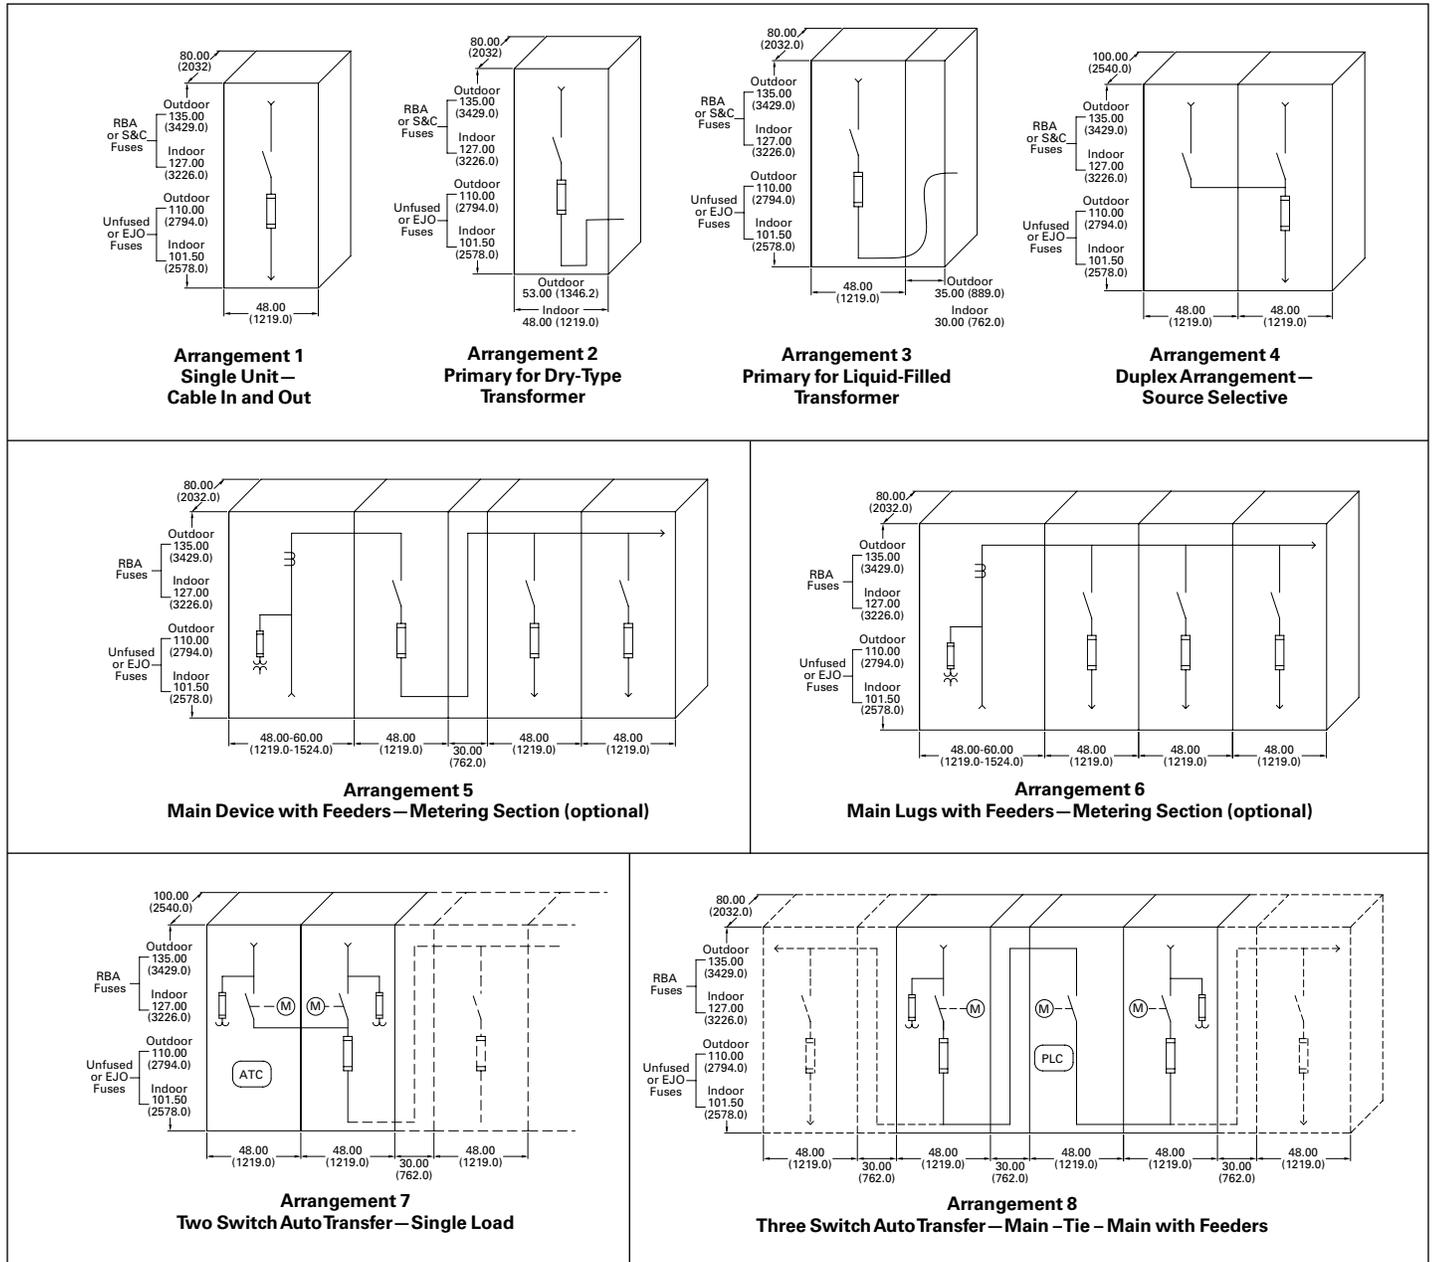 80.00
(2032)
Outdoor
135.00
(3429.0)
RBA
or S&C
Fuses
Indoor
127.00
(3226.0)
Outdoor
110.00
(2794.0)
Unfused
or EJO
Fuses
Indoor
101.50
(2578.0)
48.00
(1219.0)
Arrangement 1
Single Unit—
Cable In and Out
80.00
(2032)
Outdoor
135.00
(3429.0)
RBA
or S&C
Fuses
Indoor
127.00
(3226.0)
Outdoor
110.00
(2794.0)
Unfused
or EJO
Fuses
Indoor
101.50
(2578.0)
Outdoor
53.00 (1346.2)
Indoor
48.00 (1219.0)
Arrangement 2
Primary for Dry-Type
Transformer
80.00
(2032.0)
Outdoor
135.00
(3429.0)
RBA
or S&C
Fuses
Indoor
127.00
(3226.0)
Outdoor
110.00
(2794.0)
Unfused
or EJO
Fuses
Indoor
101.50
(2578.0)
48.00
(1219.0)
Outdoor
35.00 (889.0)
Indoor
30.00 (762.0)
Arrangement 3
Primary for Liquid-Filled
Transformer
100.00
(2540.0)
Outdoor
135.00
(3429.0)
RBA
or S&C
Fuses
Indoor
127.00
(3226.0)
Outdoor
110.00
(2794.0)
Unfused
or EJO
Fuses
Indoor
101.50
(2578.0)
48.00
(1219.0)
48.00
(1219.0)
Arrangement 4
Duplex Arrangement—
Source Selective
80.00
(2032.0)
Outdoor
135.00
(3429.0)
RBA
Fuses
Indoor
127.00
(3226.0)
Outdoor
110.00
(2794.0)
Unfused
or EJO
Fuses
Indoor
101.50
(2578.0)
48.00-60.00
(1219.0-1524.0)
48.00
(1219.0)
30.00
(762.0)
48.00
(1219.0)
48.00
(1219.0)
Arrangement 5
Main Device with Feeders—Metering Section (optional)
80.00
(2032.0)
Outdoor
135.00
(3429.0)
RBA
Fuses
Indoor
127.00
(3226.0)
Outdoor
110.00
(2794.0)
Unfused
or EJO
Fuses
Indoor
101.50
(2578.0)
48.00-60.00
(1219.0-1524.0)
48.00
(1219.0)
48.00
(1219.0)
48.00
(1219.0)
Arrangement 6
Main Lugs with Feeders—Metering Section (optional)
100.00
(2540.0)
Outdoor
135.00
(3429.0)
RBA
Fuses
Indoor
127.00
(3226.0)
Outdoor
110.00
(2794.0)
Unfused
or EJO
Fuses
Indoor
101.50
(2578.0)
M
M
ATC
48.00
(1219.0)
48.00
(1219.0)
30.00
(762.0)
48.00
(1219.0)
Arrangement 7
Two Switch Auto Transfer—Single Load
80.00
(2032.0)
Outdoor
135.00
(3429.0)
RBA
Fuses
Indoor
127.00
(3226.0)
Outdoor
110.00
(2794.0)
Unfused
or EJO
Fuses
Indoor
101.50
(2578.0)
M
M
M
PLC
48.00
(1219.0)
30.00
(762.0)
48.00
(1219.0)
30.00
(762.0)
48.00
(1219.0)
48.00
(1219.0)
30.00
(762.0)
48.00
(1219.0)
Arrangement 8
Three Switch Auto Transfer—Main –Tie – Main with Feeders